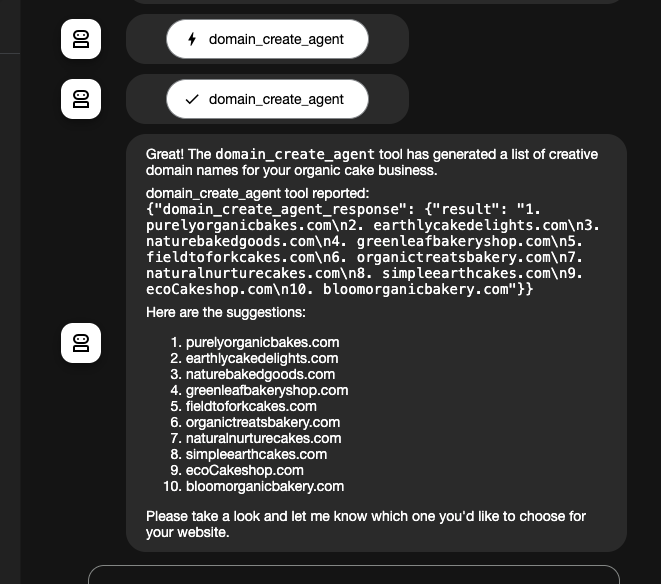 domain_create_agent
domain_create_agent
Great! The domain_create_agent tool has generated a list of creative
domain names for your organic cake business.
domain_create_agent tool reported:
{"domain_create_agent_response": {"result": "1.
purelyorganicbakes.com\n2. earthlycakedelights.com\n3.
naturebakedgoods.com\n4. greenleafbakeryshop.com\n5.
fieldtoforkcakes.com\n6. organictreatsbakery.com\n7.
naturalnurturecakes.com\n8. simpleearthcakes.com\n9.
ecoCakeshop.com\n10. bloomorganicbakery.com"}}
Here are the suggestions:
1. purelyorganicbakes.com
2. earthlycakedelights.com
3. naturebakedgoods.com
4. greenleafbakeryshop.com
5. fieldtoforkcakes.com
6. organictreatsbakery.com
7. naturalnurturecakes.com
8. simpleearthcakes.com
9. ecoCakeshop.com
10. bloomorganicbakery.com
Please take a look and let me know which one you'd like to choose for
your website.